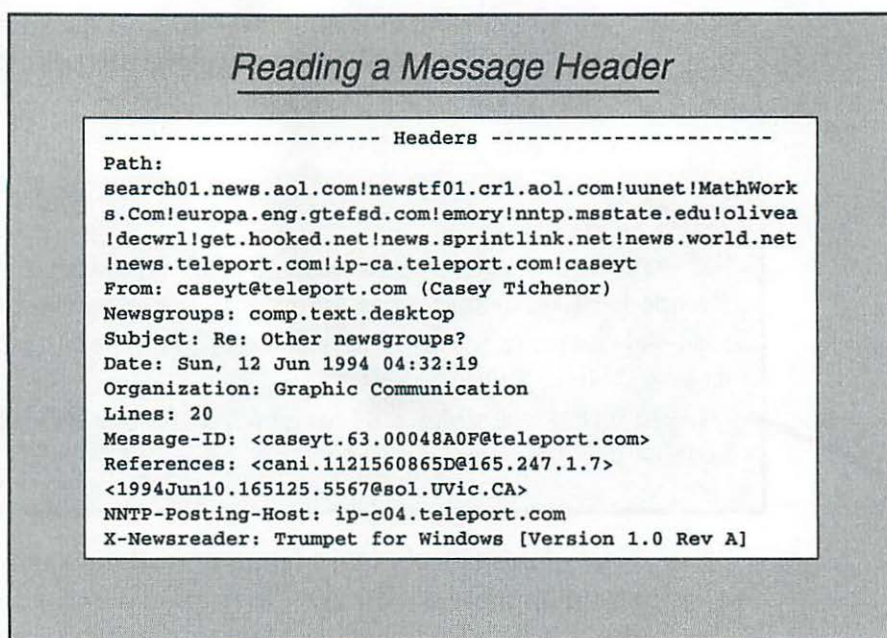 Reading a Message Header
----------------------- Headers -----------------------
Path:
search01.news.aol.com!newstf01.cr1.aol.com!uunet!MathWork
s.Com!europa.eng.gtefsd.com!emory!nntp.msstate.edu!olivea
!decwrl!get.hooked.net!news.sprintlink.net!news.world.net
!news.teleport.com!ip-ca.teleport.com!caseyt
From: caseyt@teleport.com (Casey Tichenor)
Newsgroups: comp.text.desktop
Subject: Re: Other newsgroups?
Date: Sun, 12 Jun 1994 04:32:19
Organization: Graphic Communication
Lines: 20
Message-ID: <caseyt.63.00048A0F@teleport.com>
References: <cani.1121560865D@165.247.1.7>
<1994Jun10.165125.5567@sol.UVic.CA>
NNTP-Posting-Host: ip-c04.teleport.com
X-Newsreader: Trumpet for Windows [Version 1.0 Rev A]